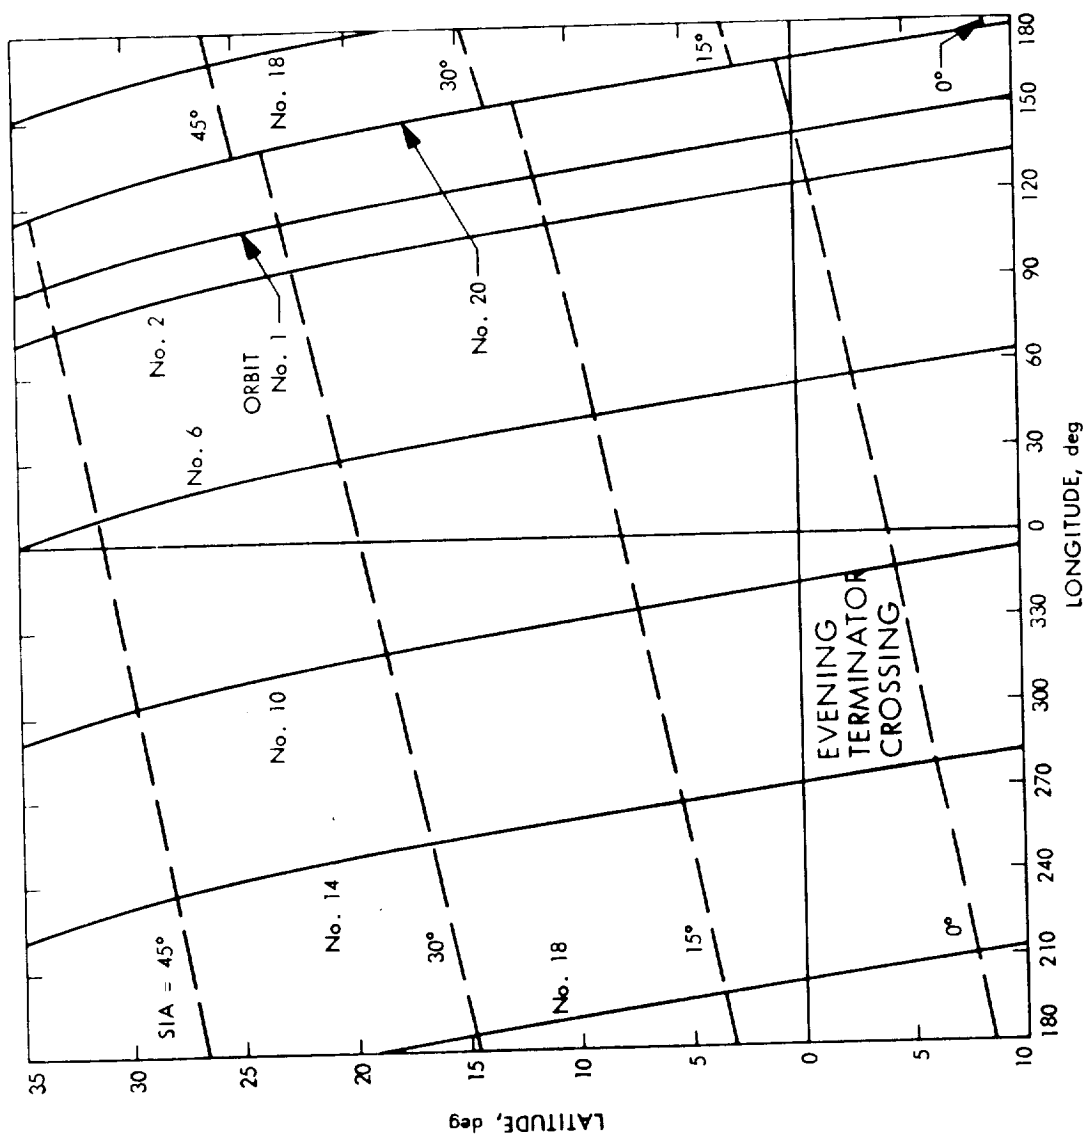 SIA = 45°
45°
No. 18
No. 2
ORBIT
No. 1
No. 6
No. 10
No. 14
No. 18
No. 20
30°
30°
15°
15°
0°
0°
EVENING
TERMINATOR
CROSSING
35
30
25
20
15
10
5
0
5
10
LATITUDE, deg
180
210
240
270
300
330
0
30
60
90
120
150
180
LONGITUDE, deg